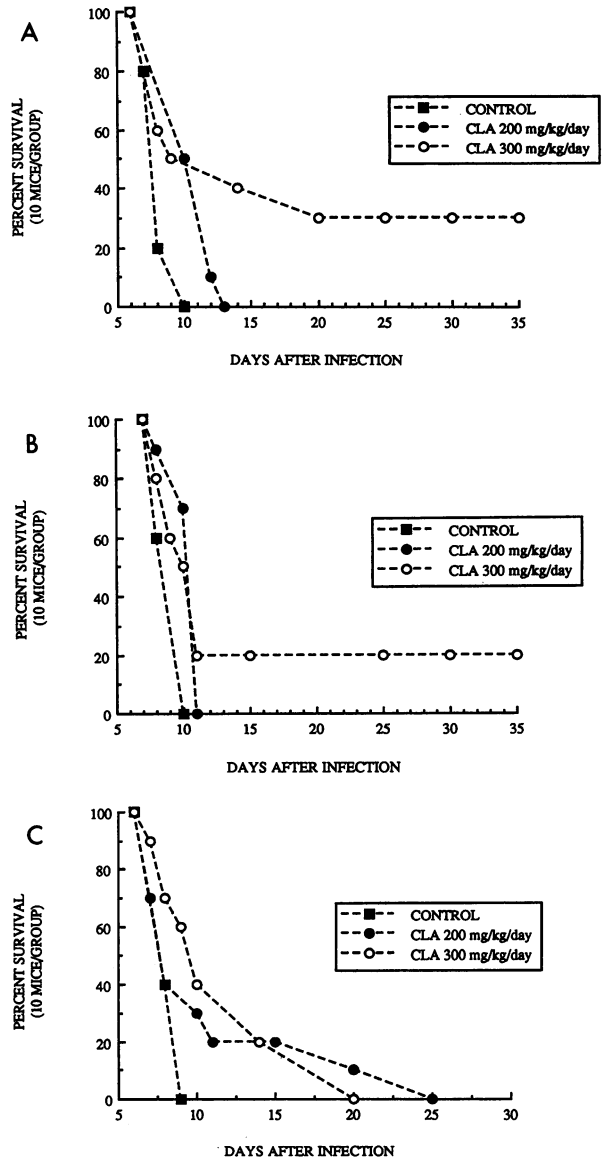 A
PERCENT SURVIVAL
(10 MICE/GROUP)
100
80
60
40
20
0
5
10
15
20
25
30
35
DAYS AFTER INFECTION
CONTROL
CLA 200 mg/kg/day
CLA 300 mg/kg/day
B
PERCENT SURVIVAL
(10 MICE/GROUP)
100
80
60
40
20
0
5
10
15
20
25
30
35
DAYS AFTER INFECTION
CONTROL
CLA 200 mg/kg/day
CLA 300 mg/kg/day
C
PERCENT SURVIVAL
(10 MICE/GROUP)
100
80
60
40
20
0
5
10
15
20
25
30
DAYS AFTER INFECTION
CONTROL
CLA 200 mg/kg/day
CLA 300 mg/kg/day